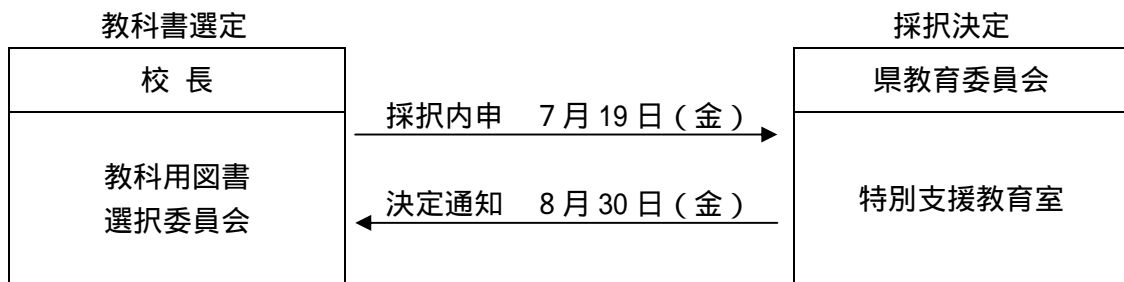 教科書選定
採択決定
校 長
県教育委員会
採択内申 7月19日(金)
教科用図書
選択委員会
決定通知 8月30日(金)
特別支援教育室